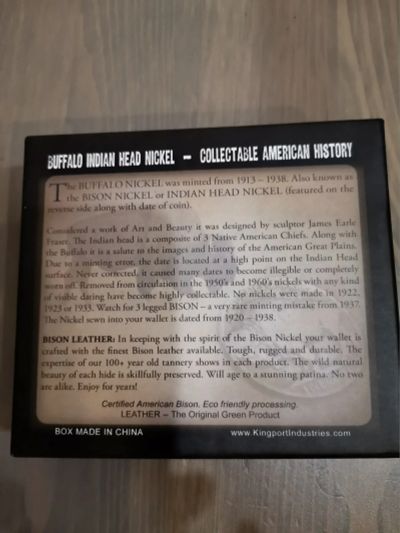 BUFFALO INDIAN HEAD NICKEL – COLLECTABLE AMERICAN HISTORY
The BUFFALO NICKEL was minted from 1913 – 1938. Also known as
the BISON NICKEL or INDIAN HEAD NICKEL (featured on the
reverse side along with date of coin).
Considered a work of Art and Beauty it was designed by sculptor James Earle
Fraser. The Indian head is a composite of 3 Native American Chiefs. Along with
the Buffalo it is a salute to the images and history of the American Great Plains.
Due to a minting error, the date is located at a high point on the Indian Head
surface. Never corrected, it caused many dates to become illegible or completely
worn off. Removed from circulation in the 1950's and 1960's nickels with any kind
of visible dating have become highly collectable. No nickels were made in 1922,
1923 or 1933. Watch for 3 legged BISON – a very rare minting mistake from 1937.
The Nickel sewn into your wallet is dated from 1920 – 1938.
BISON LEATHER: In keeping with the spirit of the Bison Nickel your wallet is
crafted with the finest Bison leather available. Tough, rugged and durable. The
expertise of our 100+ year old tannery shows in each product. The wild natural
beauty of each hide is skillfully preserved. Will age to a stunning patina. No two
are alike. Enjoy for years!
Certified American Bison. Eco friendly processing.
LEATHER – The Original Green Product
BOX MADE IN CHINA
www.KingportIndustries.com